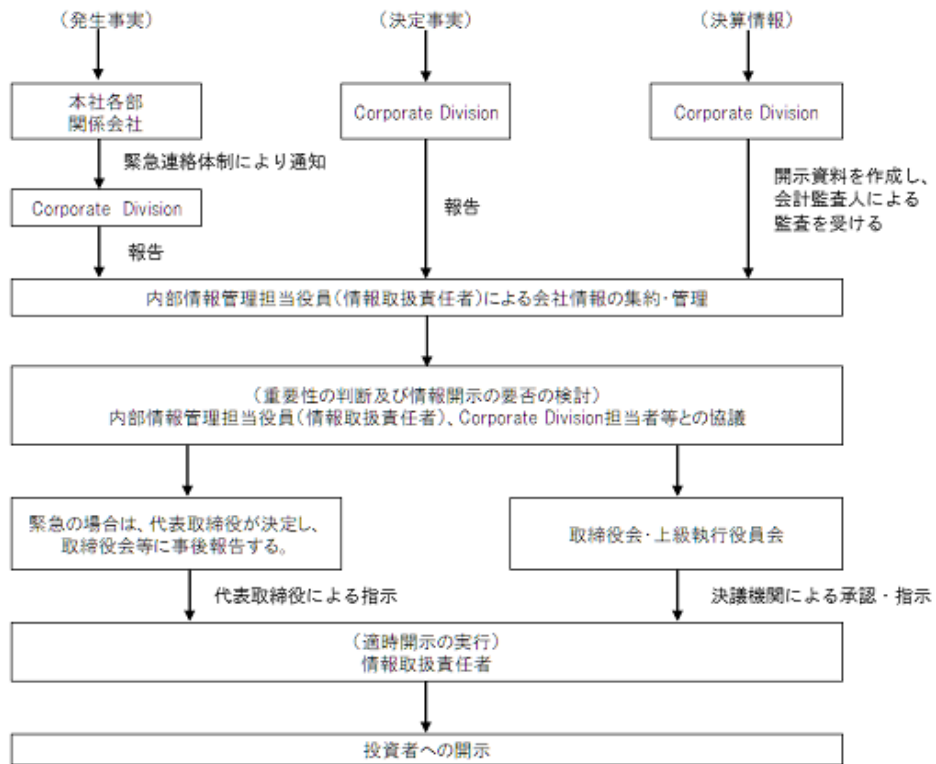 (発生事実)
(決定事実)
(決算情報)
本社各部
関係会社
Corporate Division
Corporate Division
緊急連絡体制により通知
Corporate Division
報告
報告
開示資料を作成し、
会計監査人による
監査を受ける
内部情報管理担当役員(情報取扱責任者)による会社情報の集約・管理
(重要性の判断及び情報開示の要否の検討)
内部情報管理担当役員(情報取扱責任者)、Corporate Division担当者等との協議
緊急の場合は、代表取締役が決定し、
取締役会等に事後報告する。
取締役会・上級執行役員会
代表取締役による指示
決議機関による承認・指示
(適時開示の実行)
情報取扱責任者
投資者への開示